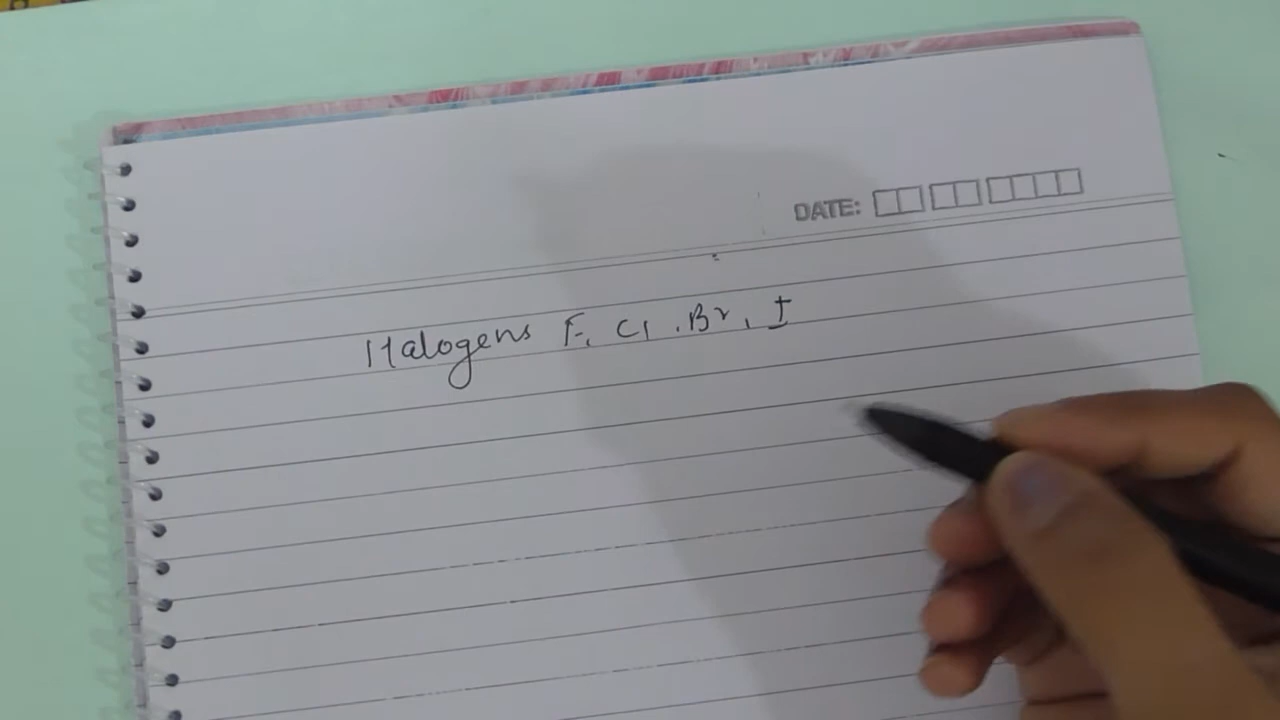 DATE:
Halogens F, Cl, Br, I